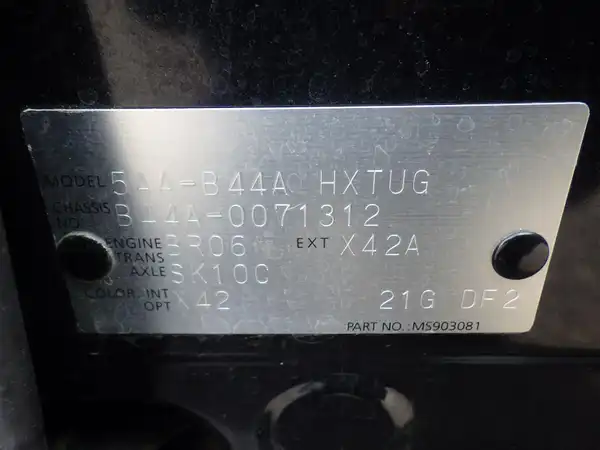 MODEL 5AA-B44A HXTUG
CHASSIS NO. B44A-0071312
ENGINE BR06 EXT X42A
TRANS AXLE SK10C
COLOR, INT OPT X42 21G DF2
PART NO.: MS903081